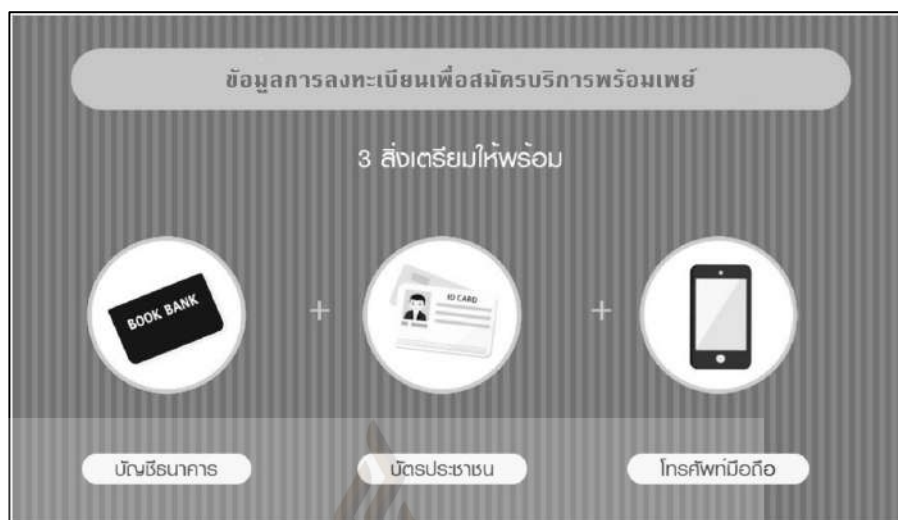 ข้อมูลการลงทะเบียนเพื่อสมัครบริการพร้อมเพย์
3 สิ่งเตรียมให้พร้อม
BOOK BANK
ID CARD
บัญชีธนาคาร
บัตรประชาชน
โทรศัพท์มือถือ